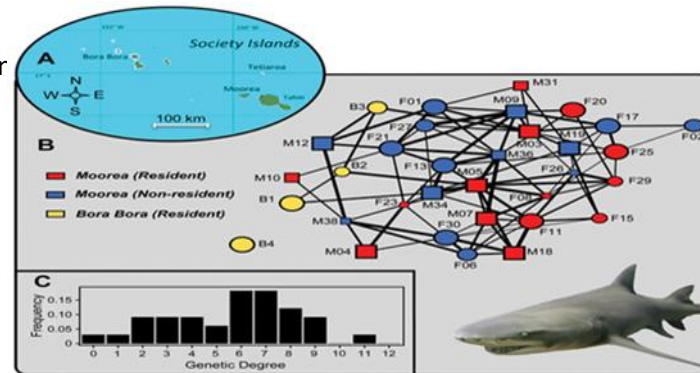 r
A
Society Islands
Bora Bora
Tetiaroa
Moorea
Tahiti
N
W E
S
100 km
B
Moorea (Resident)
Moorea (Non-resident)
Bora Bora (Resident)
M31
B3
F01
M09
F20
F17
F02
F27
M03
M19
M12
F21
M36
F25
B2
F13
F26
M10
M05
F29
B1
F23
M34
F08
M38
M07
F15
F30
F11
B4
M04
F06
M18
C
Frequency
0.15
0.10
0.05
0
0 1 2 3 4 5 6 7 8 9 10 11 12
Genetic Degree